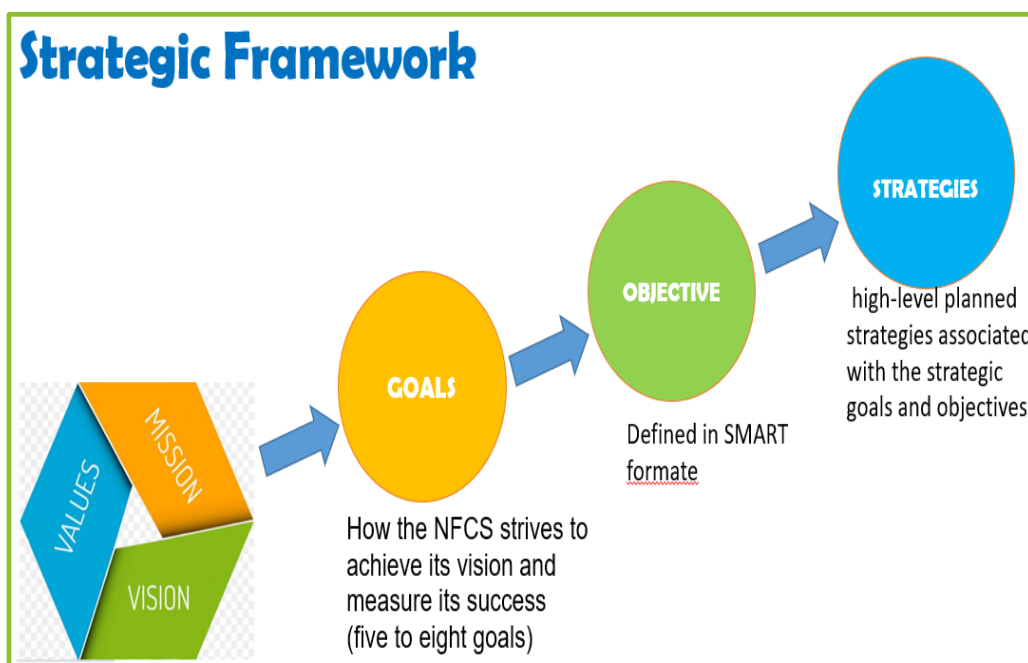 Strategic Framework
STRATEGIES
high-level planned
strategies associated
with the strategic
goals and objectives
OBJECTIVE
Defined in SMART
formate
GOALS
How the NFCS strives to
achieve its vision and
measure its success
(five to eight goals)
MISSION
VALUES
VISION